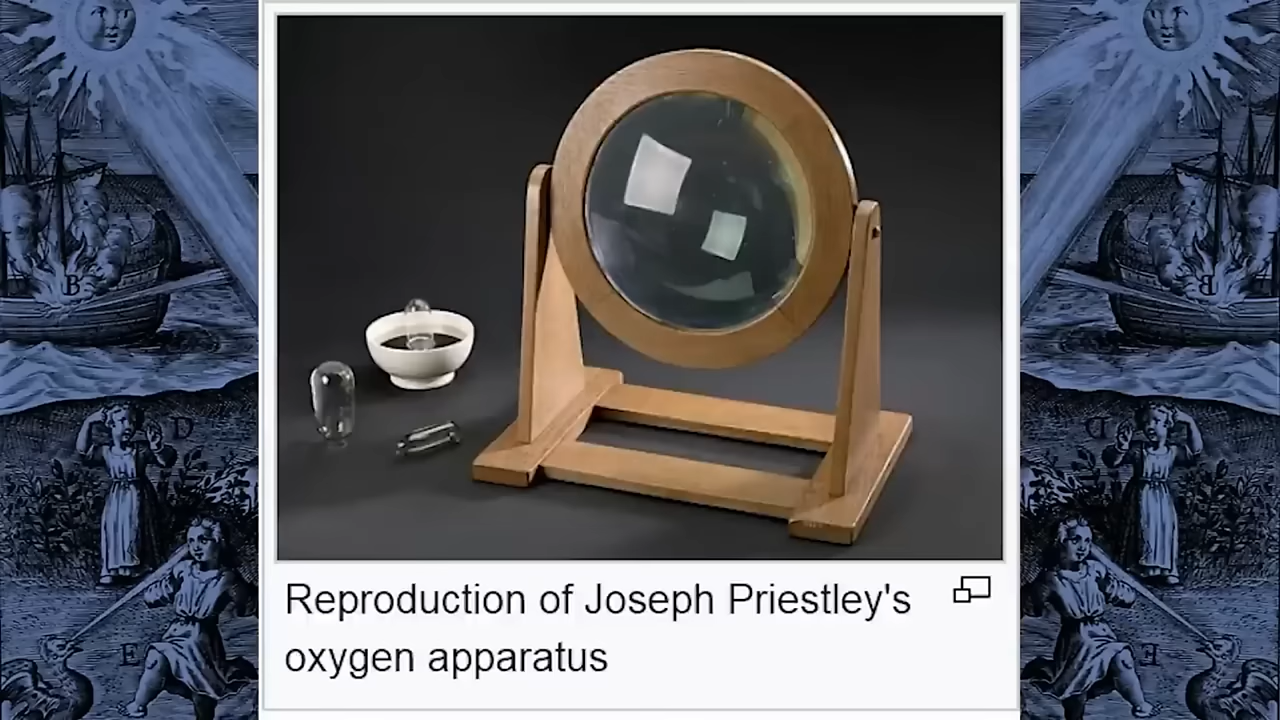 B
D
E
B
D
E
Reproduction of Joseph Priestley's
oxygen apparatus